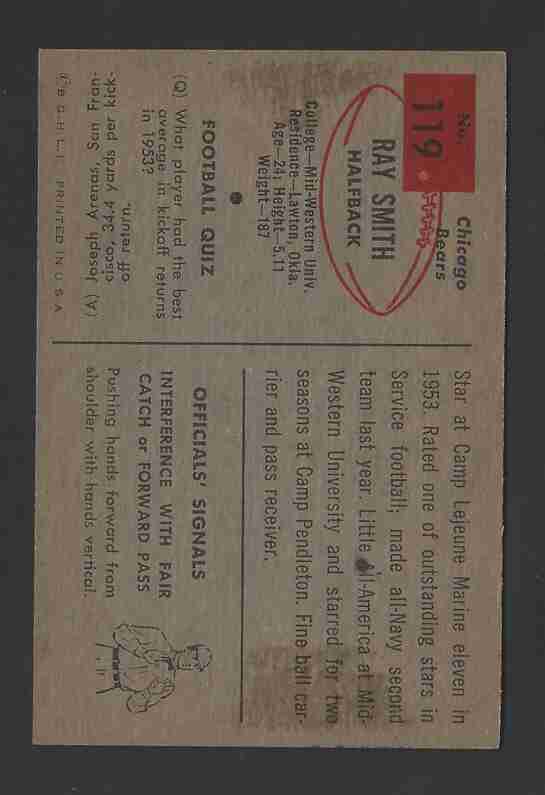 No.
119
Chicago
Bears
RAY SMITH
HALFBACK
College—Mid-Western Univ.
Residence—Lawton, Okla.
Age—24; Height—5.11
Weight—187
FOOTBALL QUIZ
(Q) What player had the best
average in kickoff returns
in 1953?
(A) Joseph Arenas, San Fran-
cisco, 34.4 yards per kick-
off return.
© B. G. H. L. I. PRINTED IN U.S.A.
Star at Camp Lejeune Marine eleven in
1953. Rated one of outstanding stars in
Service football; made all-Navy second
team last year. Little All-America at Mid-
Western University and starred for two
seasons at Camp Pendleton. Fine ball car-
rier and pass receiver.
OFFICIALS' SIGNALS
INTERFERENCE WITH FAIR
CATCH or FORWARD PASS
Pushing hands forward from
shoulder with hands vertical.